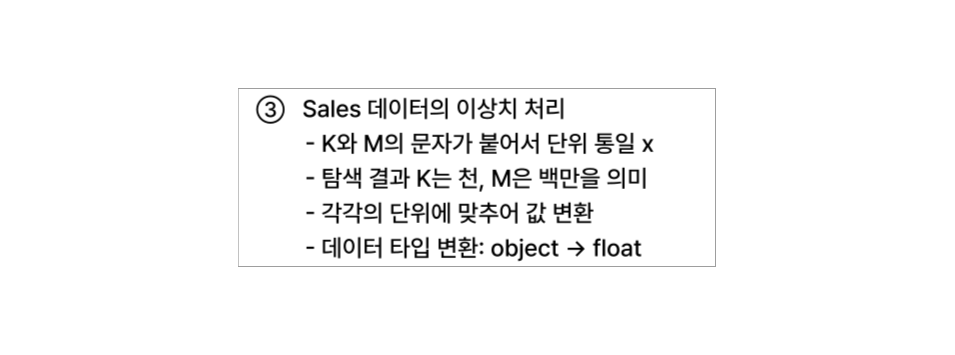 ③ Sales 데이터의 이상치 처리
- K와 M의 문자가 붙어서 단위 통일 x
- 탐색 결과 K는 천, M은 백만을 의미
- 각각의 단위에 맞추어 값 변환
- 데이터 타입 변환: object → float